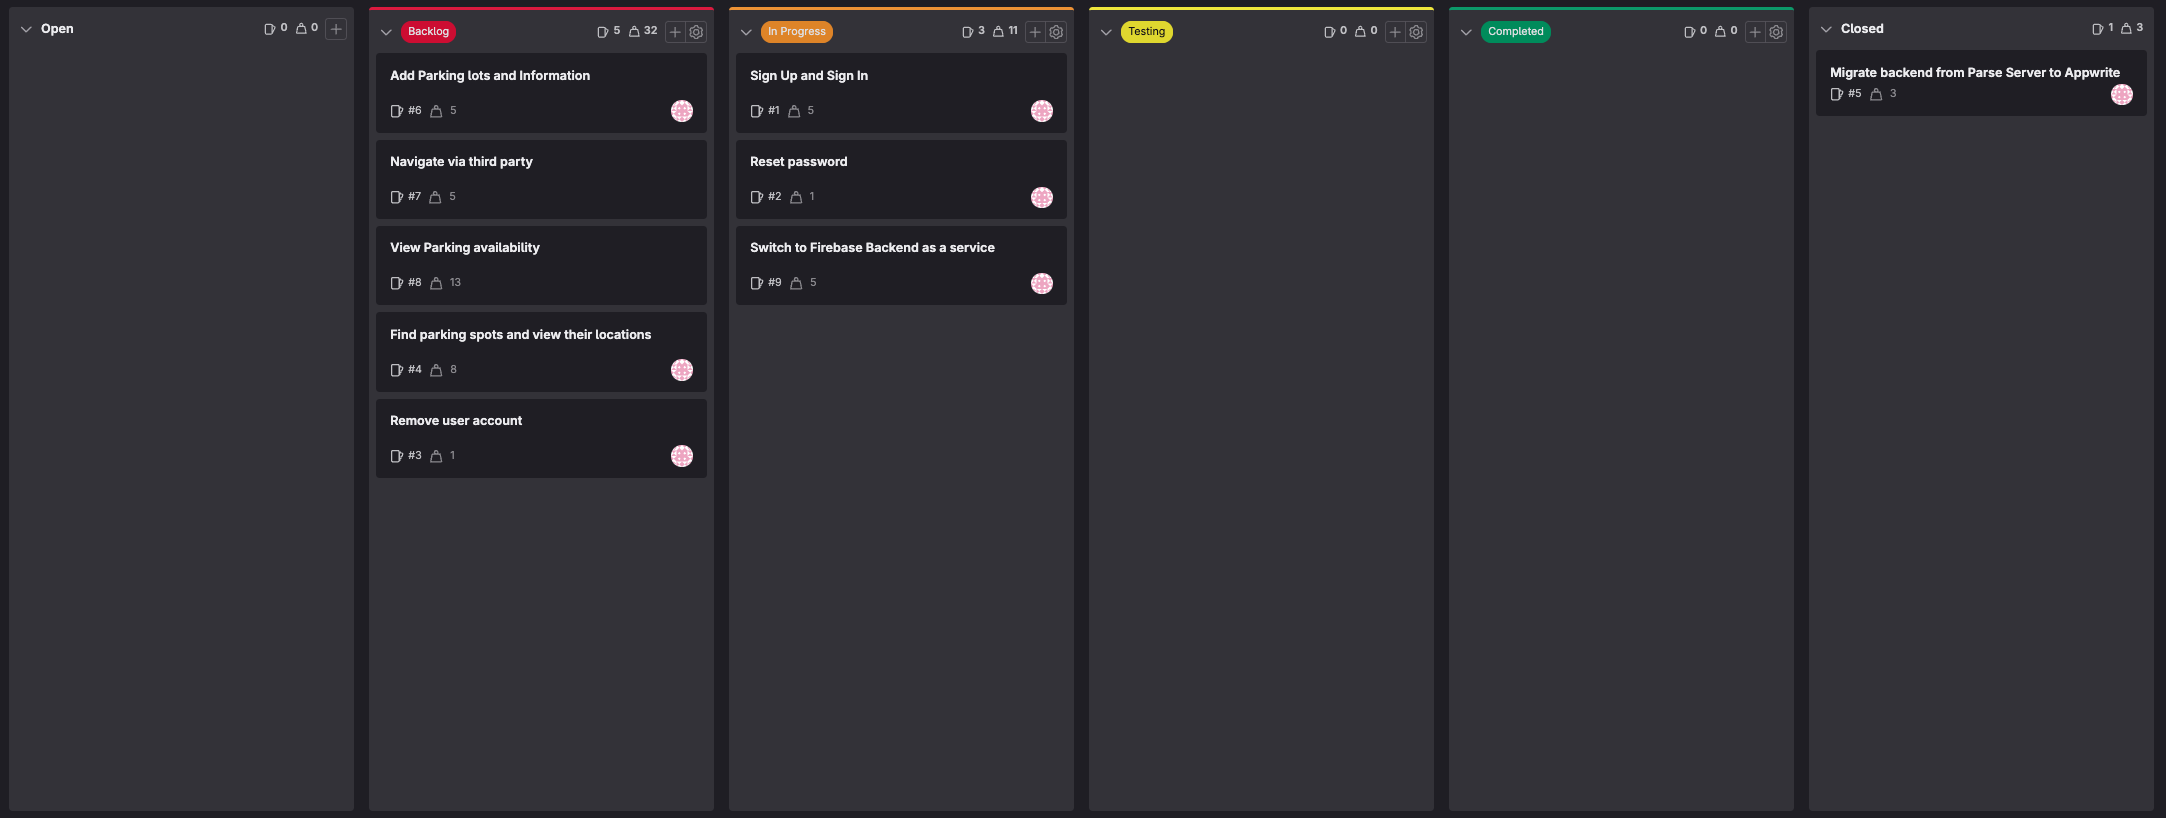 Open 0 0
Backlog 5 32
Add Parking lots and Information
#6 5
Navigate via third party
#7 5
View Parking availability
#8 13
Find parking spots and view their locations
#4 8
Remove user account
#3 1
In Progress 3 11
Sign Up and Sign In
#1 5
Reset password
#2 1
Switch to Firebase Backend as a service
#9 5
Testing 0 0
Completed 0 0
Closed 1 3
Migrate backend from Parse Server to Appwrite
#5 3